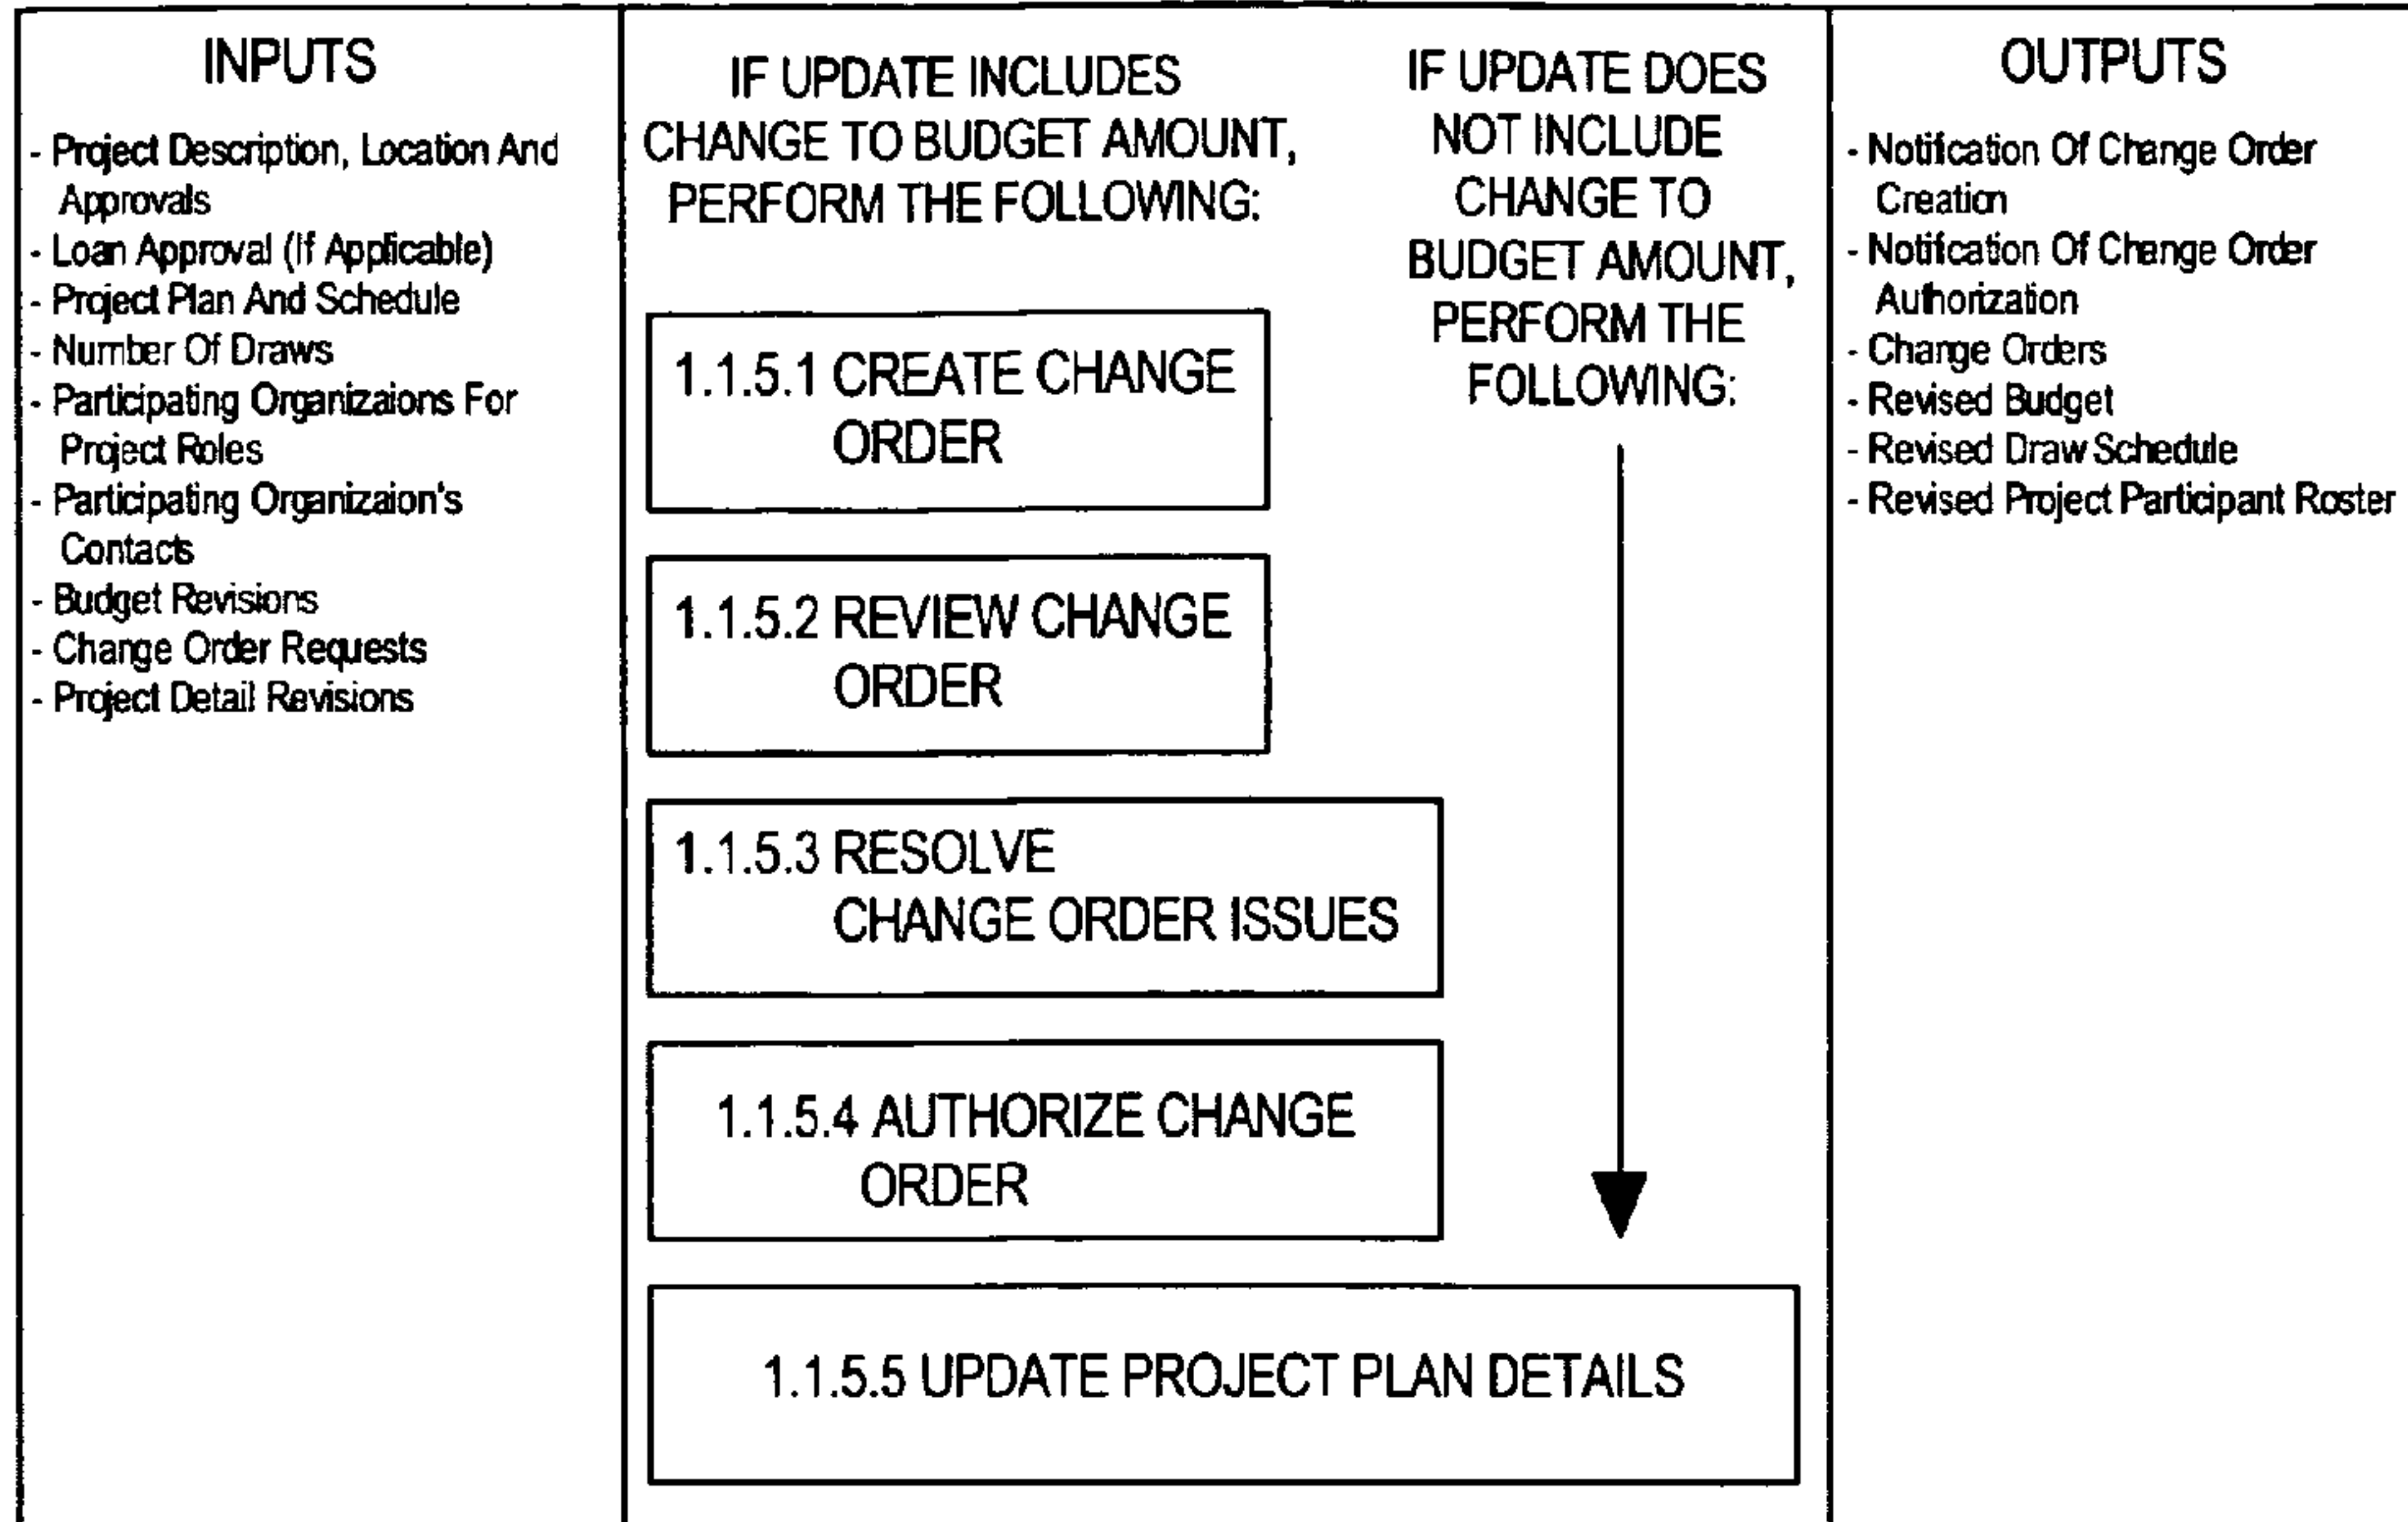 INPUTS
- Project Description, Location And
Approvals
- Loan Approval (If Applicable)
- Project Plan And Schedule
- Number Of Draws
- Participating Organizaions For
Project Roles
- Participating Organizaion's
Contacts
- Budget Revisions
- Change Order Requests
- Project Detail Revisions
IF UPDATE INCLUDES
CHANGE TO BUDGET AMOUNT,
PERFORM THE FOLLOWING:
1.1.5.1 CREATE CHANGE
ORDER
1.1.5.2 REVIEW CHANGE
ORDER
1.1.5.3 RESOLVE
CHANGE ORDER ISSUES
1.1.5.4 AUTHORIZE CHANGE
ORDER
IF UPDATE DOES
NOT INCLUDE
CHANGE TO
BUDGET AMOUNT,
PERFORM THE
FOLLOWING:
1.1.5.5 UPDATE PROJECT PLAN DETAILS
OUTPUTS
- Notification Of Change Order
Creation
- Notification Of Change Order
Authorization
- Change Orders
- Revised Budget
- Revised Draw Schedule
- Revised Project Participant Roster